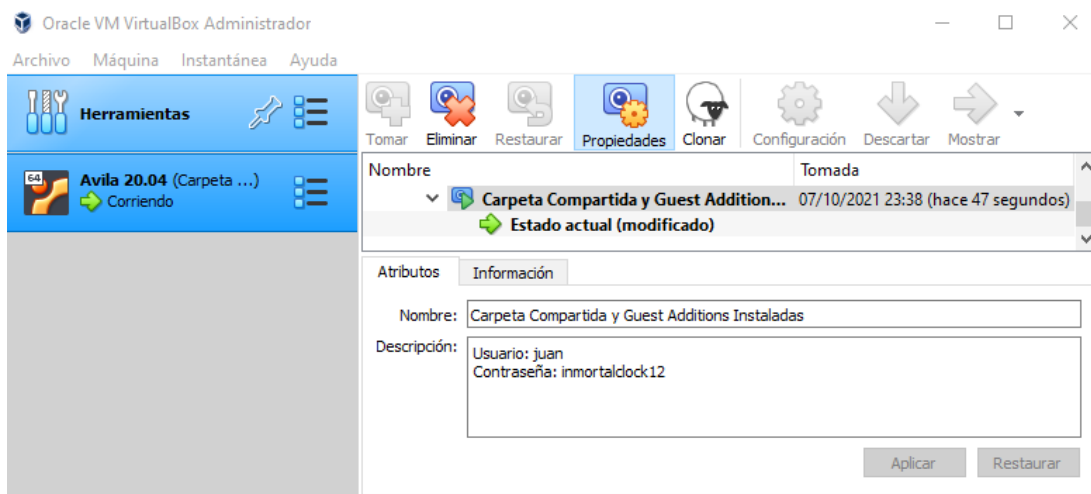 Oracle VM VirtualBox Administrador
Archivo Máquina Instantánea Ayuda
Herramientas
Tomar Eliminar Restaurar Propiedades Clonar Configuración Descartar Mostrar
64
Avila 20.04 (Carpeta ...)
Corriendo
Nombre Tomada
Carpeta Compartida y Guest Addition... 07/10/2021 23:38 (hace 47 segundos)
Estado actual (modificado)
Atributos Información
Nombre: Carpeta Compartida y Guest Additions Instaladas
Descripción: Usuario: juan
Contraseña: inmortalclock12
Aplicar Restaurar